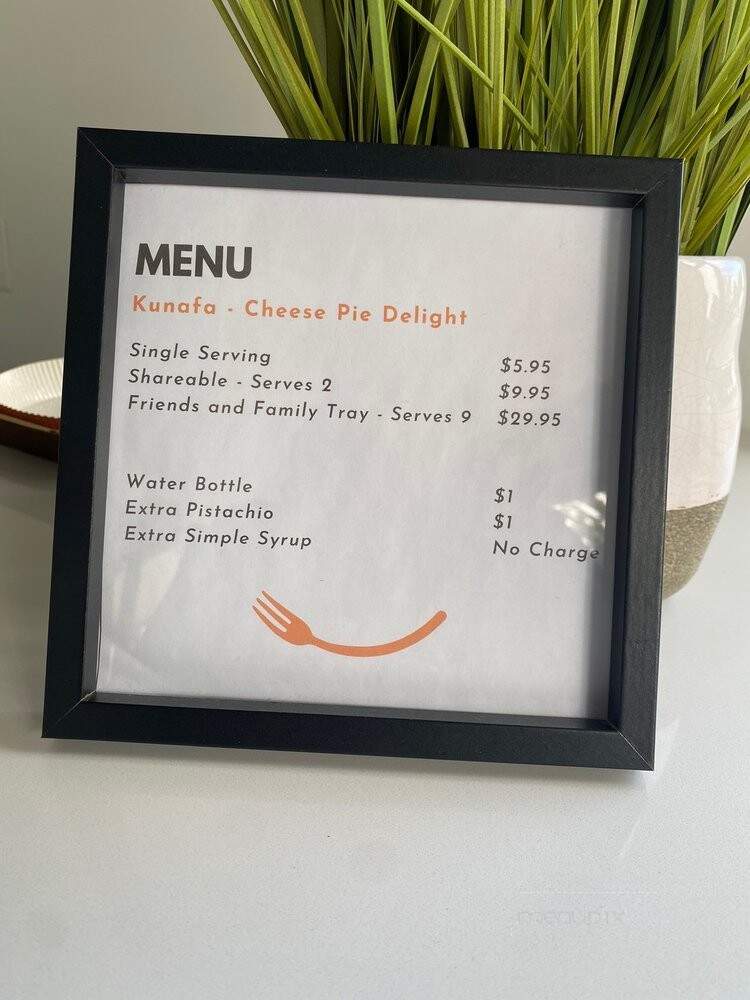 MENU
Kunafa - Cheese Pie Delight
Single Serving $5.95
Shareable - Serves 2 $9.95
Friends and Family Tray - Serves 9 $29.95
Water Bottle $1
Extra Pistachio $1
Extra Simple Syrup No Charge